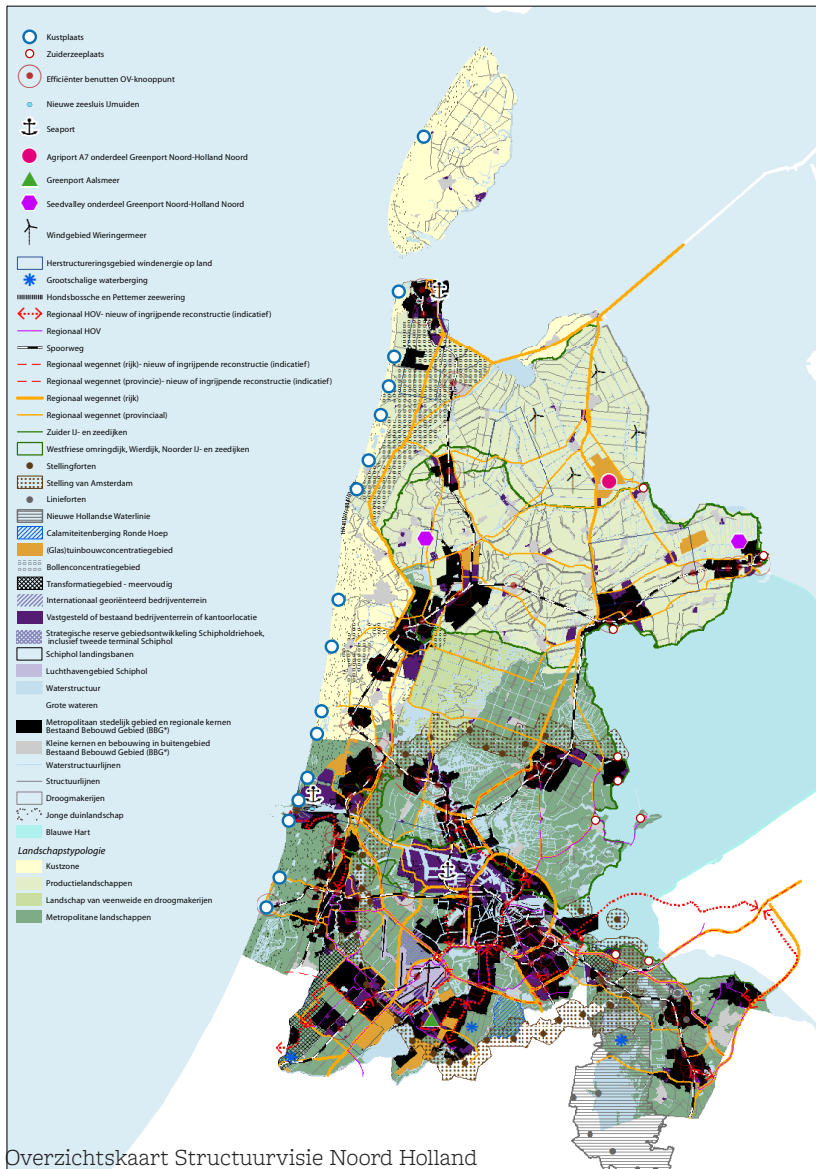 Kustplaats
Zuiderzeeplaats
Efficiënter benutten OV-knooppunt
Nieuwe zeesluis IJmuiden
Seaport
Agriport A7 onderdeel Greenport Noord-Holland Noord
Greenport Aalsmeer
Seedvalley onderdeel Greenport Noord-Holland Noord
Windgebied Wieringermeer
Herstructureringsgebied windenergie op land
Grootschalige waterberging
Hondsbossche en Pettemer zeewering
Regionaal HOV- nieuw of ingrijpende reconstructie (indicatief)
Regionaal HOV
Spoorweg
Regionaal wegennet (rijk)- nieuw of ingrijpende reconstructie (indicatief)
Regionaal wegennet (provincie)- nieuw of ingrijpende reconstructie (indicatief)
Regionaal wegennet (rijk)
Regionaal wegennet (provinciaal)
Zuider IJ- en zeedijken
Westfriese omringdijk, Wierdijk, Noorder IJ- en zeedijken
Stellingforten
Stelling van Amsterdam
Linieforten
Nieuwe Hollandse Waterlinie
Calamiteitenberging Ronde Hoep
(Glas)tuinbouwconcentratiegebied
Bollenconcentratiegebied
Transformatiegebied - meervoudig
Internationaal georiënteerd bedrijventerrein
Vastgesteld of bestaand bedrijventerrein of kantoorlocatie
Strategische reserve gebiedsontwikkeling Schipholdriehoek,
inclusief tweede terminal Schiphol
Schiphol landingsbanen
Luchthavengebied Schiphol
Waterstructuur
Grote wateren
Metropolitaan stedelijk gebied en regionale kernen
Bestaand Bebouwd Gebied (BBG*)
Kleine kernen en bebouwing in buitengebied
Bestaand Bebouwd Gebied (BBG*)
Waterstructuurlijnen
Structuurlijnen
Droogmakerijen
Jonge duinlandschap
Blauwe Hart
Landschapstypologie
Kustzone
Productielandschappen
Landschap van veenweide en droogmakerijen
Metropolitane landschappen
Overzichtskaart Structuurvisie Noord Holland